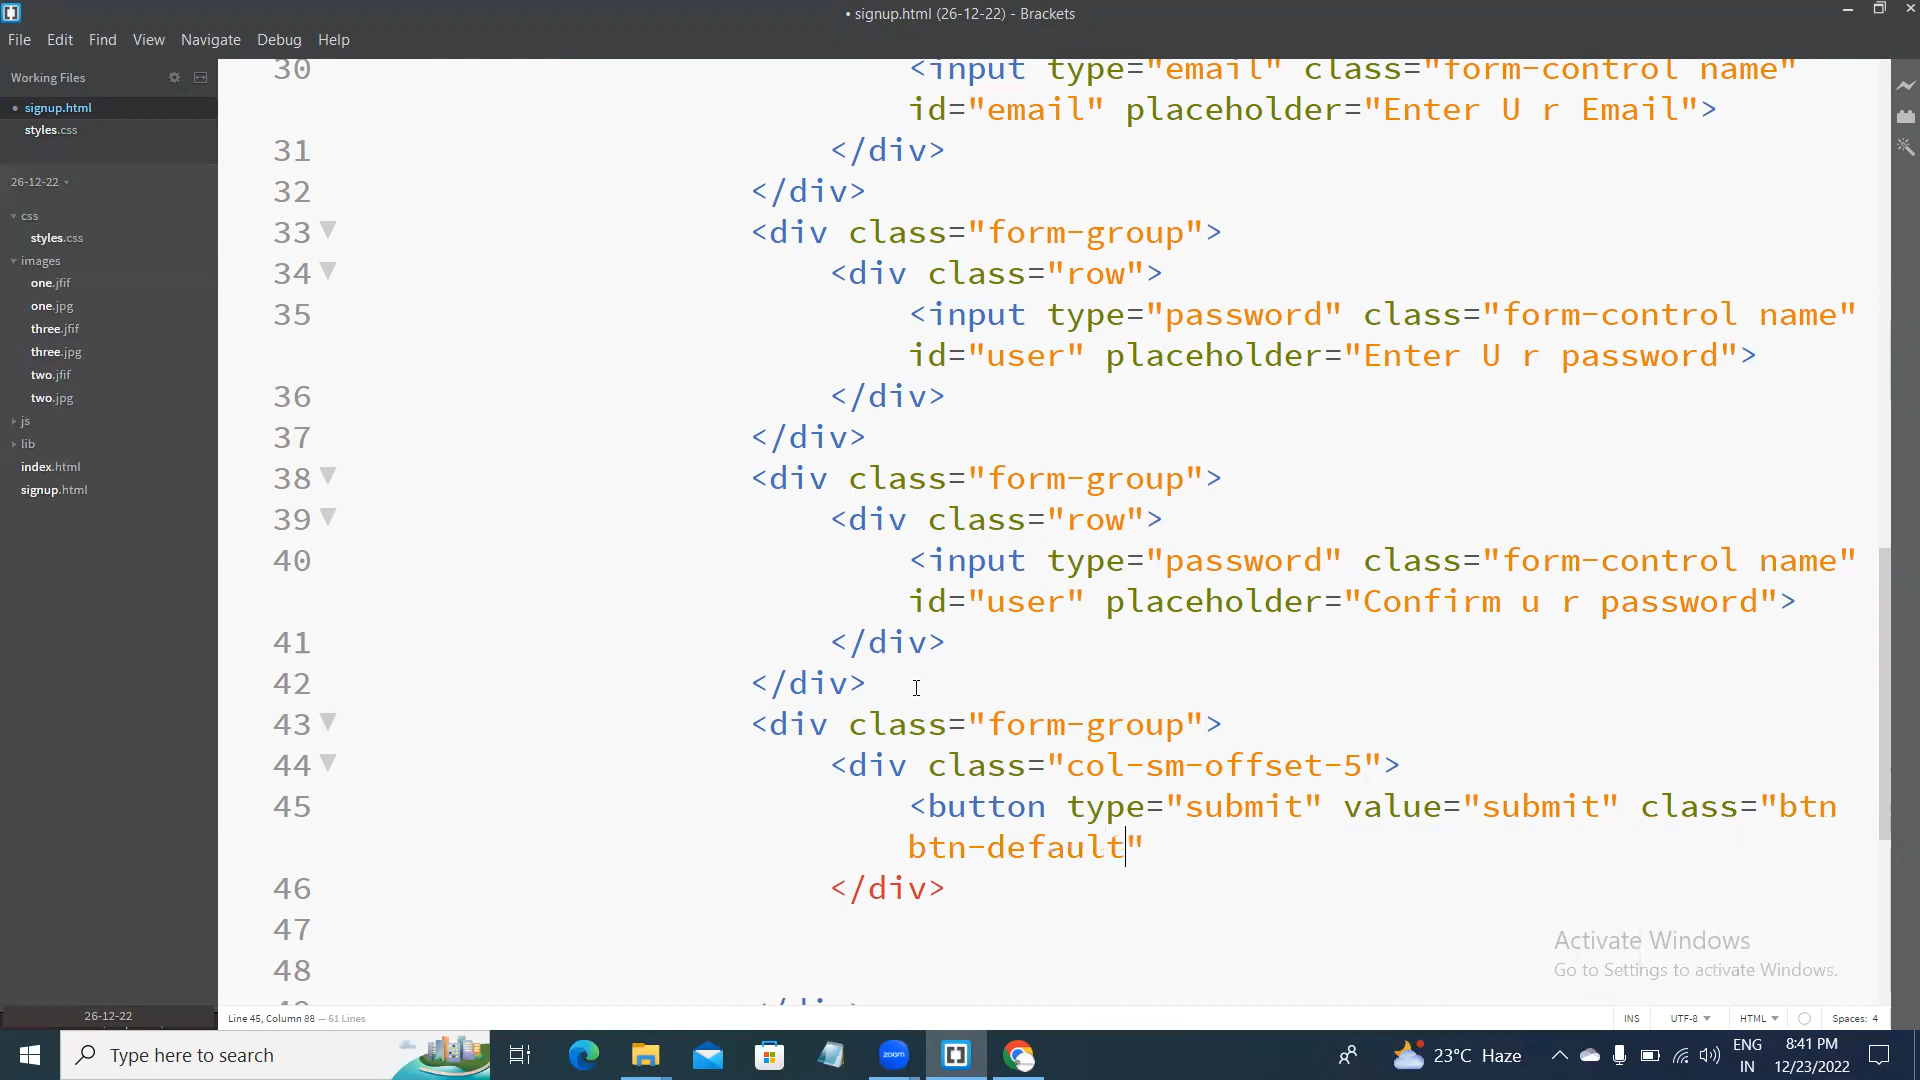 • signup.html (26-12-22) - Brackets
File Edit Find View Navigate Debug Help
Working Files
signup.html
styles.css
26-12-22
css
styles.css
images
one.jfif
one.jpg
three.jfif
three.jpg
two.jfif
two.jpg
js
lib
index.html
signup.html
30 <input type="email" class="form-control name"
id="email" placeholder="Enter U r Email">
31 </div>
32 </div>
33 <div class="form-group">
34 <div class="row">
35 <input type="password" class="form-control name"
id="user" placeholder="Enter U r password">
36 </div>
37 </div>
38 <div class="form-group">
39 <div class="row">
40 <input type="password" class="form-control name"
id="user" placeholder="Confirm u r password">
41 </div>
42 </div>
43 <div class="form-group">
44 <div class="col-sm-offset-5">
45 <button type="submit" value="submit" class="btn
btn-default"
46 </div>
47
48
Activate Windows
Go to Settings to activate Windows.
26-12-22
Line 45, Column 88 — 61 Lines
INS UTF-8 HTML Spaces: 4
Type here to search
zoom
23°C Haze
ENG
IN
8:41 PM
12/23/2022